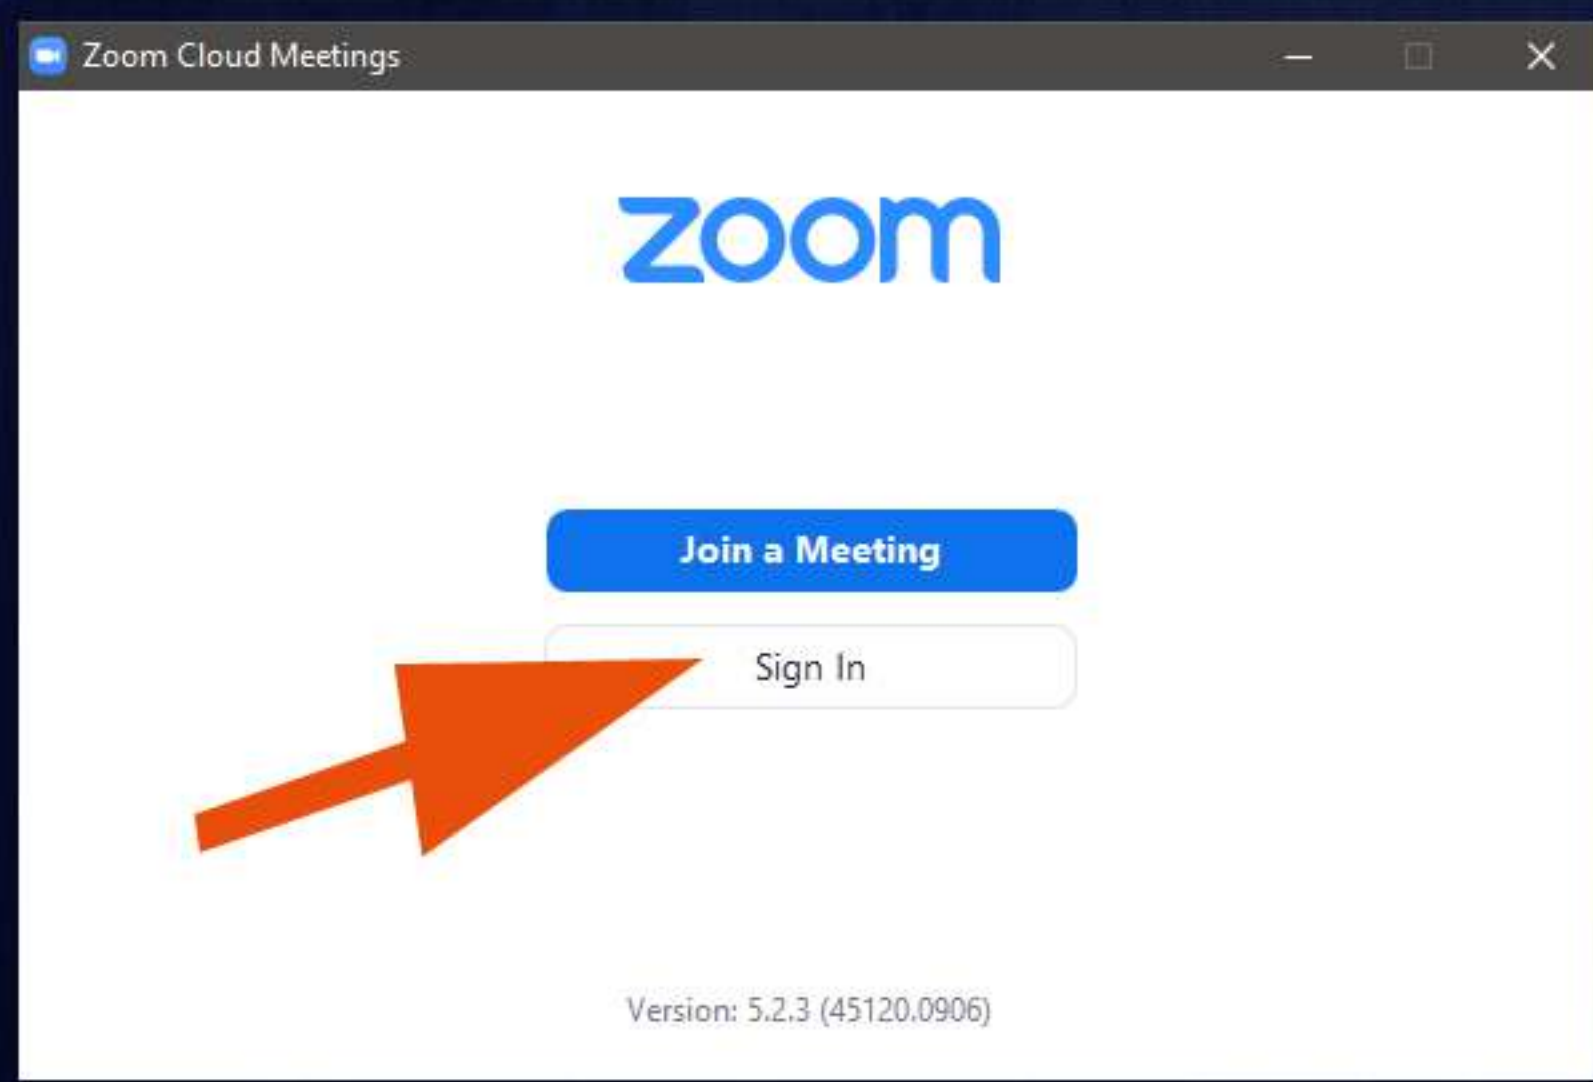 Zoom Cloud Meetings
zoom
Join a Meeting
Sign In
Version: 5.2.3 (45120.0906)